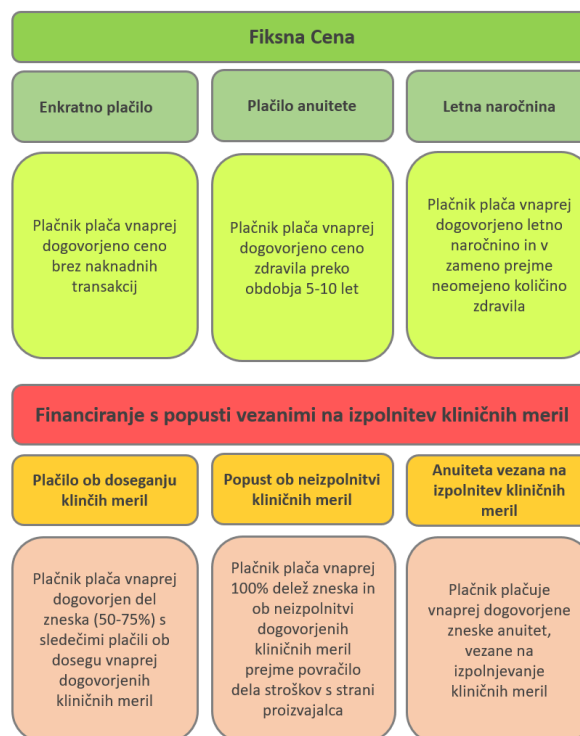 Fiksna Cena
Enkratno plačilo
Plačilo anuitete
Letna naročnina
Plačnik plača vnaprej
dogovorjeno ceno
brez naknadnih
transakcij
Plačnik plača vnaprej
dogovorjeno ceno
zdravila preko
obdobja 5-10 let
Plačnik plača vnaprej
dogovorjeno letno
naročnino in v
zameno prejme
neomejeno količino
zdravila
Financiranje s popusti vezanimi na izpolnitev kliničnih meril
Plačilo ob doseganju
klinčih meril
Popust ob neizpolnitvi
kliničnih meril
Anuiteta vezana na
izpolnitev kliničnih
meril
Plačnik plača vnaprej
dogovorjen del
zneska (50-75%) s
sledečimi plačili ob
dosegu vnaprej
dogovorjenih
kliničnih meril
Plačnik plača vnaprej
100% delež zneska in
ob neizpolnitvi
dogovorjenih
kliničnih meril
prejme povračilo
dela stroškov s strani
proizvajalca
Plačnik plačuje
vnaprej dogovorjene
zneske anuitet,
vezane na
izpolnjevanje
kliničnih meril